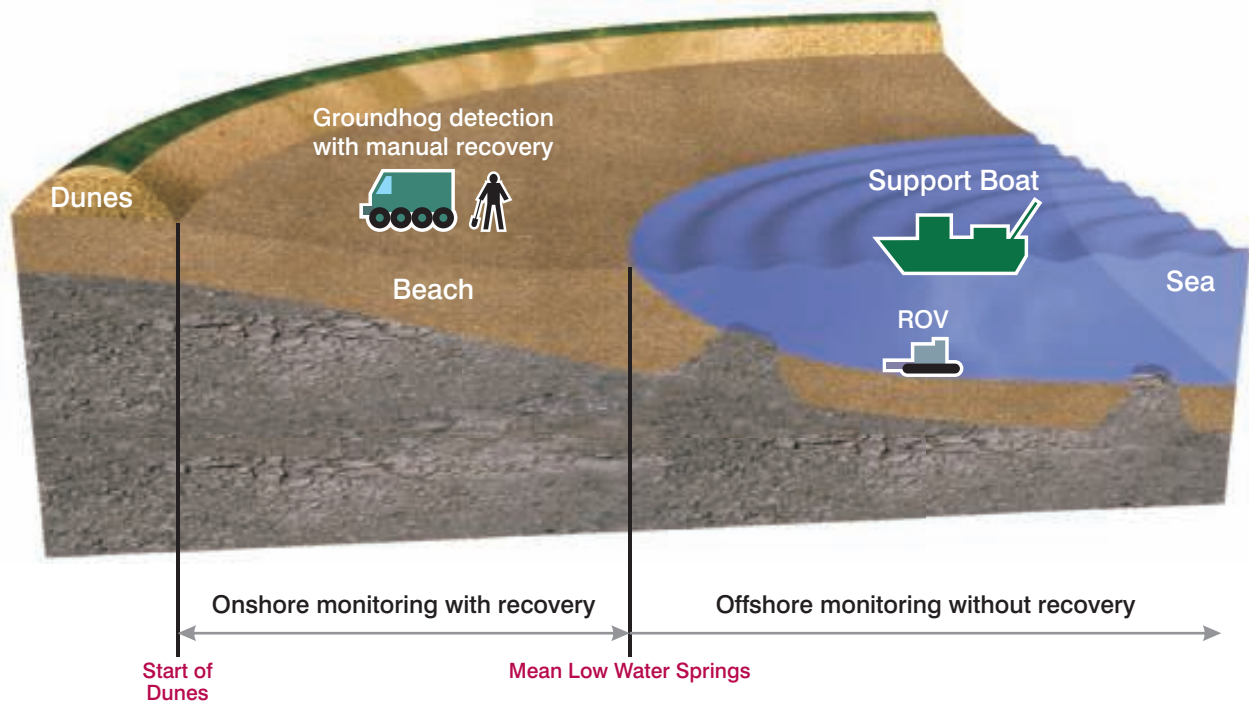 Groundhog detection
with manual recovery
Dunes
Support Boat
Beach
Sea
ROV
Onshore monitoring with recovery
Offshore monitoring without recovery
Start of
Dunes
Mean Low Water Springs